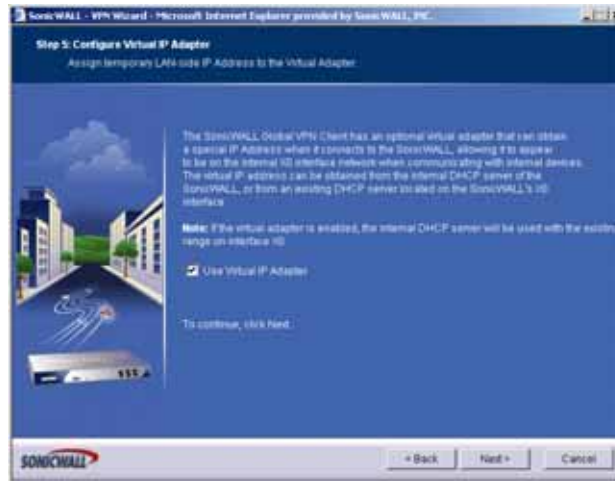 SonicWALL - VPN Wizard - Microsoft Internet Explorer provided by SonicWALL, INC.
Step 5: Configure Virtual IP Adapter
Assign temporary LAN-side IP Address to the Virtual Adapter
The SonicWALL Global VPN Client has an optional virtual adapter that can obtain
a special IP Address when it connects to the SonicWALL, allowing it to appear
to be on the internal X0 interface network when communicating with internal devices.
The virtual IP address can be obtained from the internal DHCP server of the
SonicWALL, or from an existing DHCP server located on the SonicWALL's X0
interface
Note: If the virtual adapter is enabled, the internal DHCP server will be used with the existing
range on interface X0
Use Virtual IP Adapter
To continue, click Next.
SONICWALL
< Back
Next >
Cancel